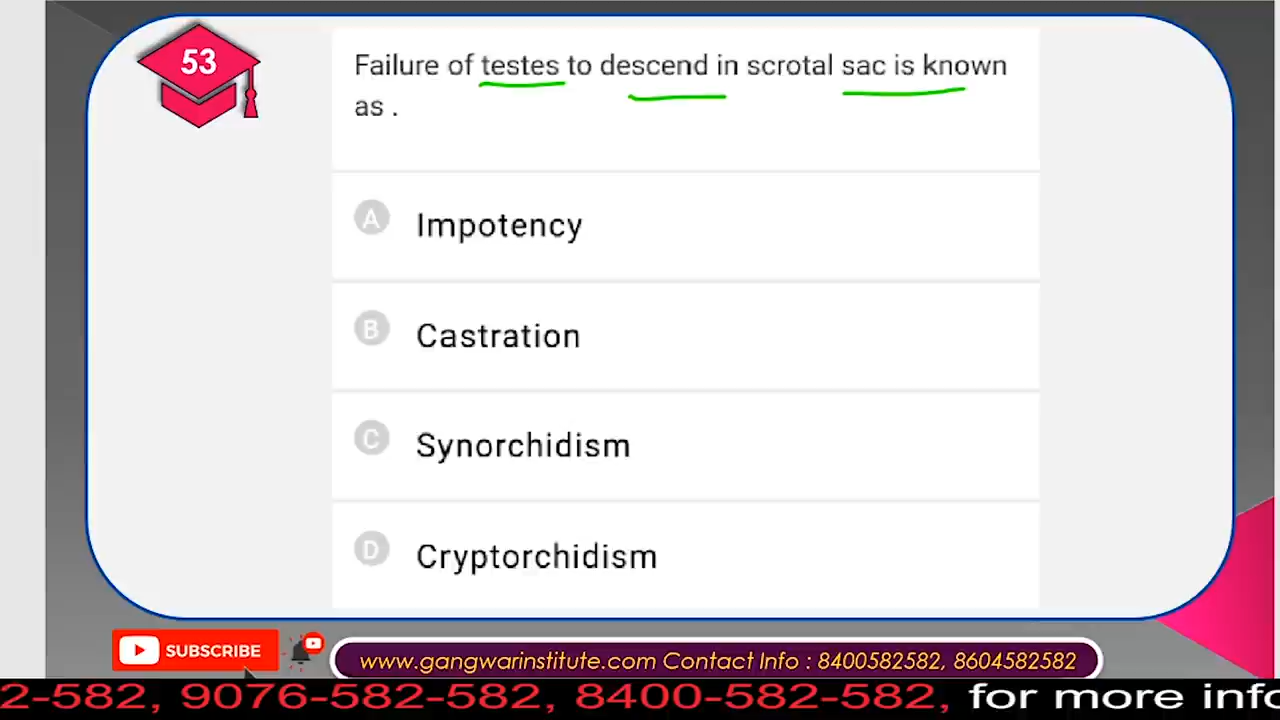 53
Failure of testes to descend in scrotal sac is known
as .
A Impotency
B Castration
C Synorchidism
D Cryptorchidism
SUBSCRIBE
www.gangwarinstitute.com Contact Info : 8400582582, 8604582582
2-582, 9076-582-582, 8400-582-582, for more info